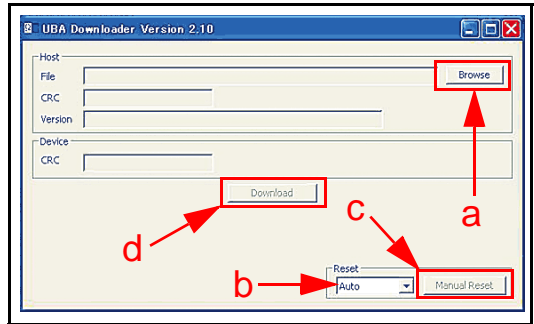 UBA Downloader Version 2.10
Host
File
Browse
CRC
Version
Device
CRC
Download
a
d
c
b
Reset
Auto
Manual Reset